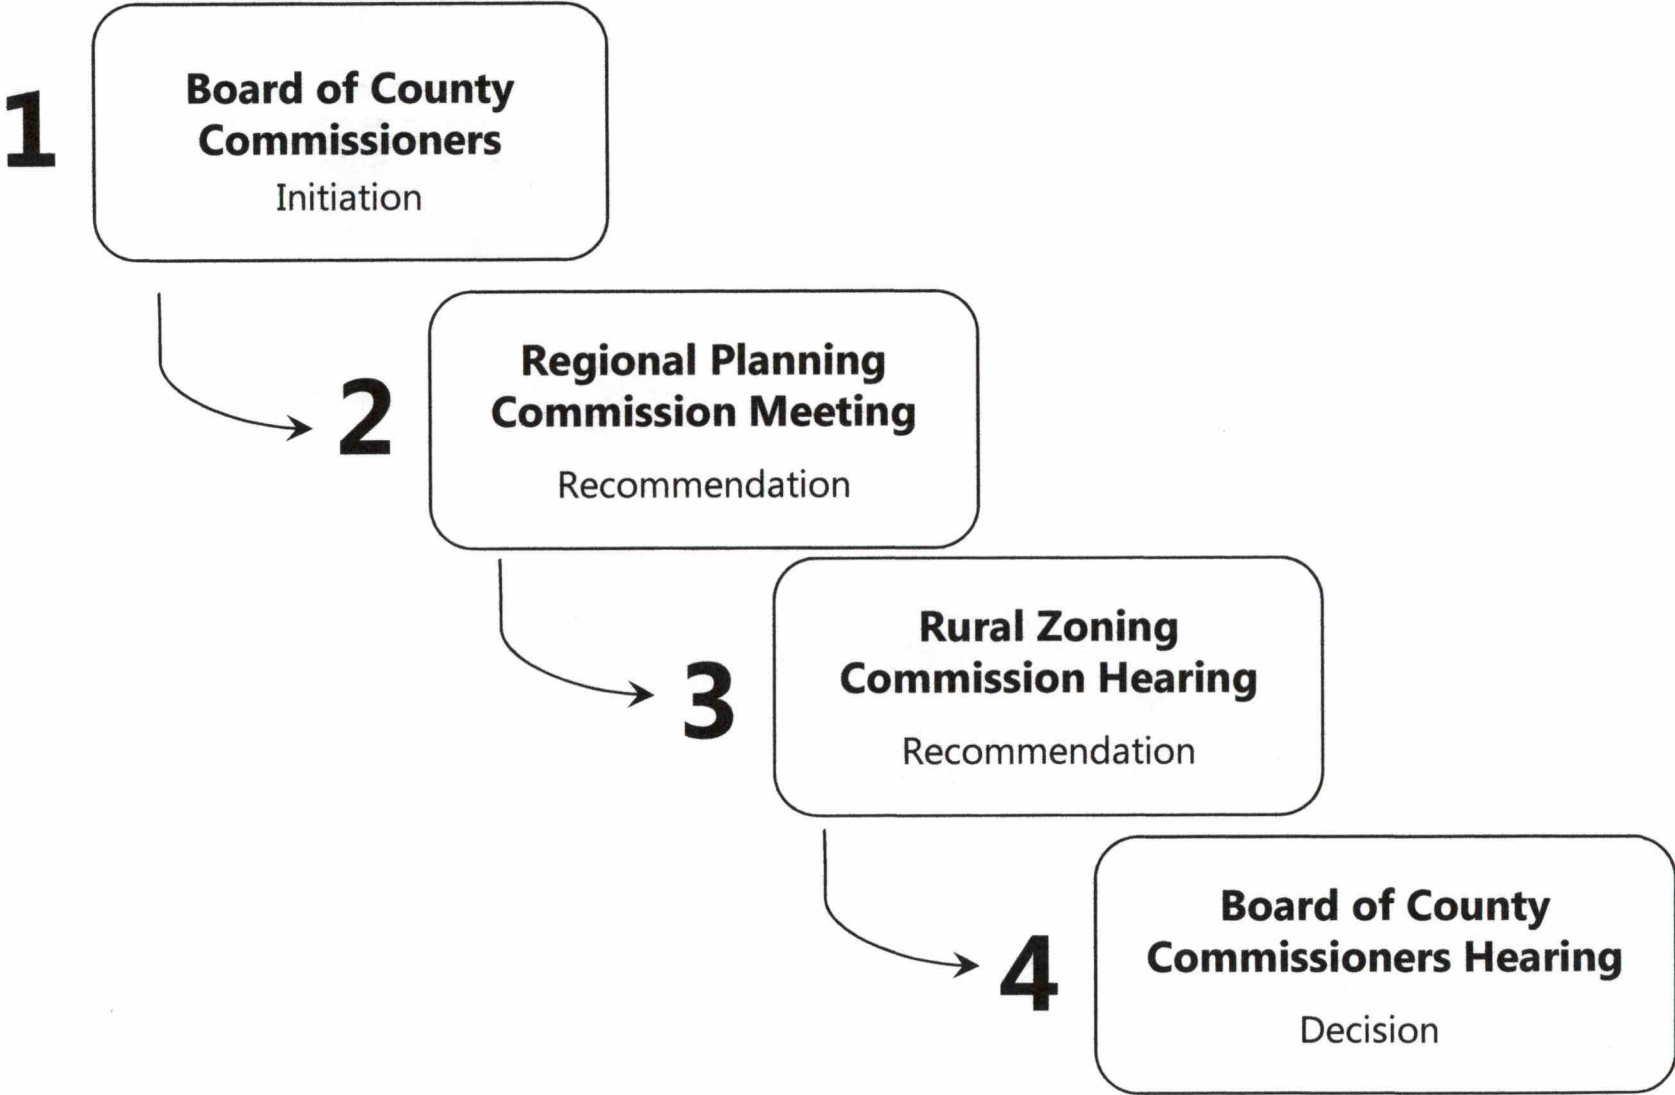 1
Board of County
Commissioners
Initiation
2
Regional Planning
Commission Meeting
Recommendation
3
Rural Zoning
Commission Hearing
Recommendation
4
Board of County
Commissioners Hearing
Decision